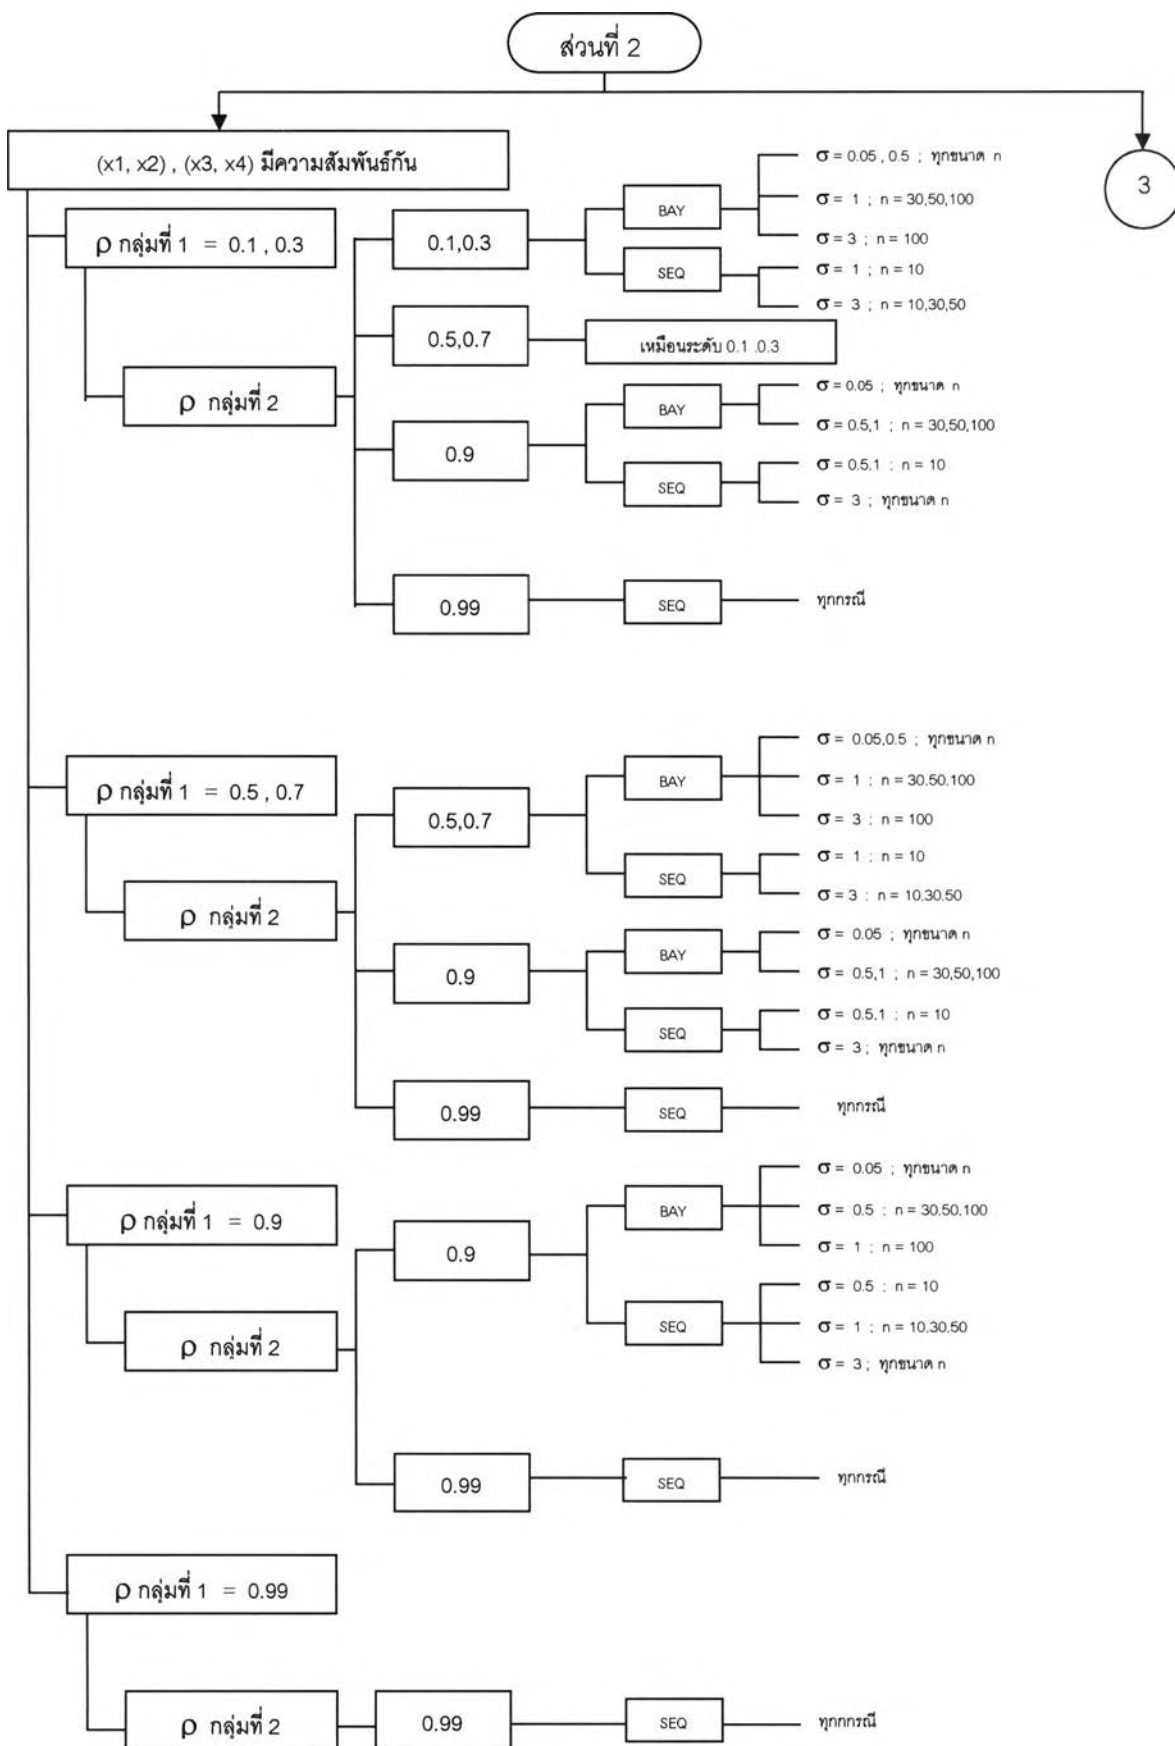 ส่วนที่ 2
(x1, x2) , (x3, x4) มีความสัมพันธ์กัน
3
ρ กลุ่มที่ 1 = 0.1 , 0.3
ρ กลุ่มที่ 2
0.1,0.3
BAY
σ = 0.05 , 0.5 ; ทุกขนาด n
σ = 1 ; n = 30,50,100
σ = 3 ; n = 100
SEQ
σ = 1 ; n = 10
σ = 3 ; n = 10,30,50
0.5,0.7
เหมือนระดับ 0.1 .0.3
0.9
BAY
σ = 0.05 ; ทุกขนาด n
σ = 0.5,1 ; n = 30,50,100
SEQ
σ = 0.5.1 : n = 10
σ = 3 ; ทุกขนาด n
0.99
SEQ
ทุกกรณี
ρ กลุ่มที่ 1 = 0.5 , 0.7
ρ กลุ่มที่ 2
0.5,0.7
BAY
σ = 0.05,0.5 ; ทุกขนาด n
σ = 1 ; n = 30.50.100
σ = 3 : n = 100
SEQ
σ = 1 : n = 10
σ = 3 : n = 10.30.50
0.9
BAY
σ = 0.05 ; ทุกขนาด n
σ = 0.5,1 ; n = 30,50,100
SEQ
σ = 0.5.1 : n = 10
σ = 3 ; ทุกขนาด n
0.99
SEQ
ทุกกรณี
ρ กลุ่มที่ 1 = 0.9
ρ กลุ่มที่ 2
0.9
BAY
σ = 0.05 ; ทุกขนาด n
σ = 0.5 : n = 30.50.100
σ = 1 : n = 100
SEQ
σ = 0.5 : n = 10
σ = 1 : n = 10.30.50
σ = 3 ; ทุกขนาด n
0.99
SEQ
ทุกกรณี
ρ กลุ่มที่ 1 = 0.99
ρ กลุ่มที่ 2
0.99
SEQ
ทุกกกรณี